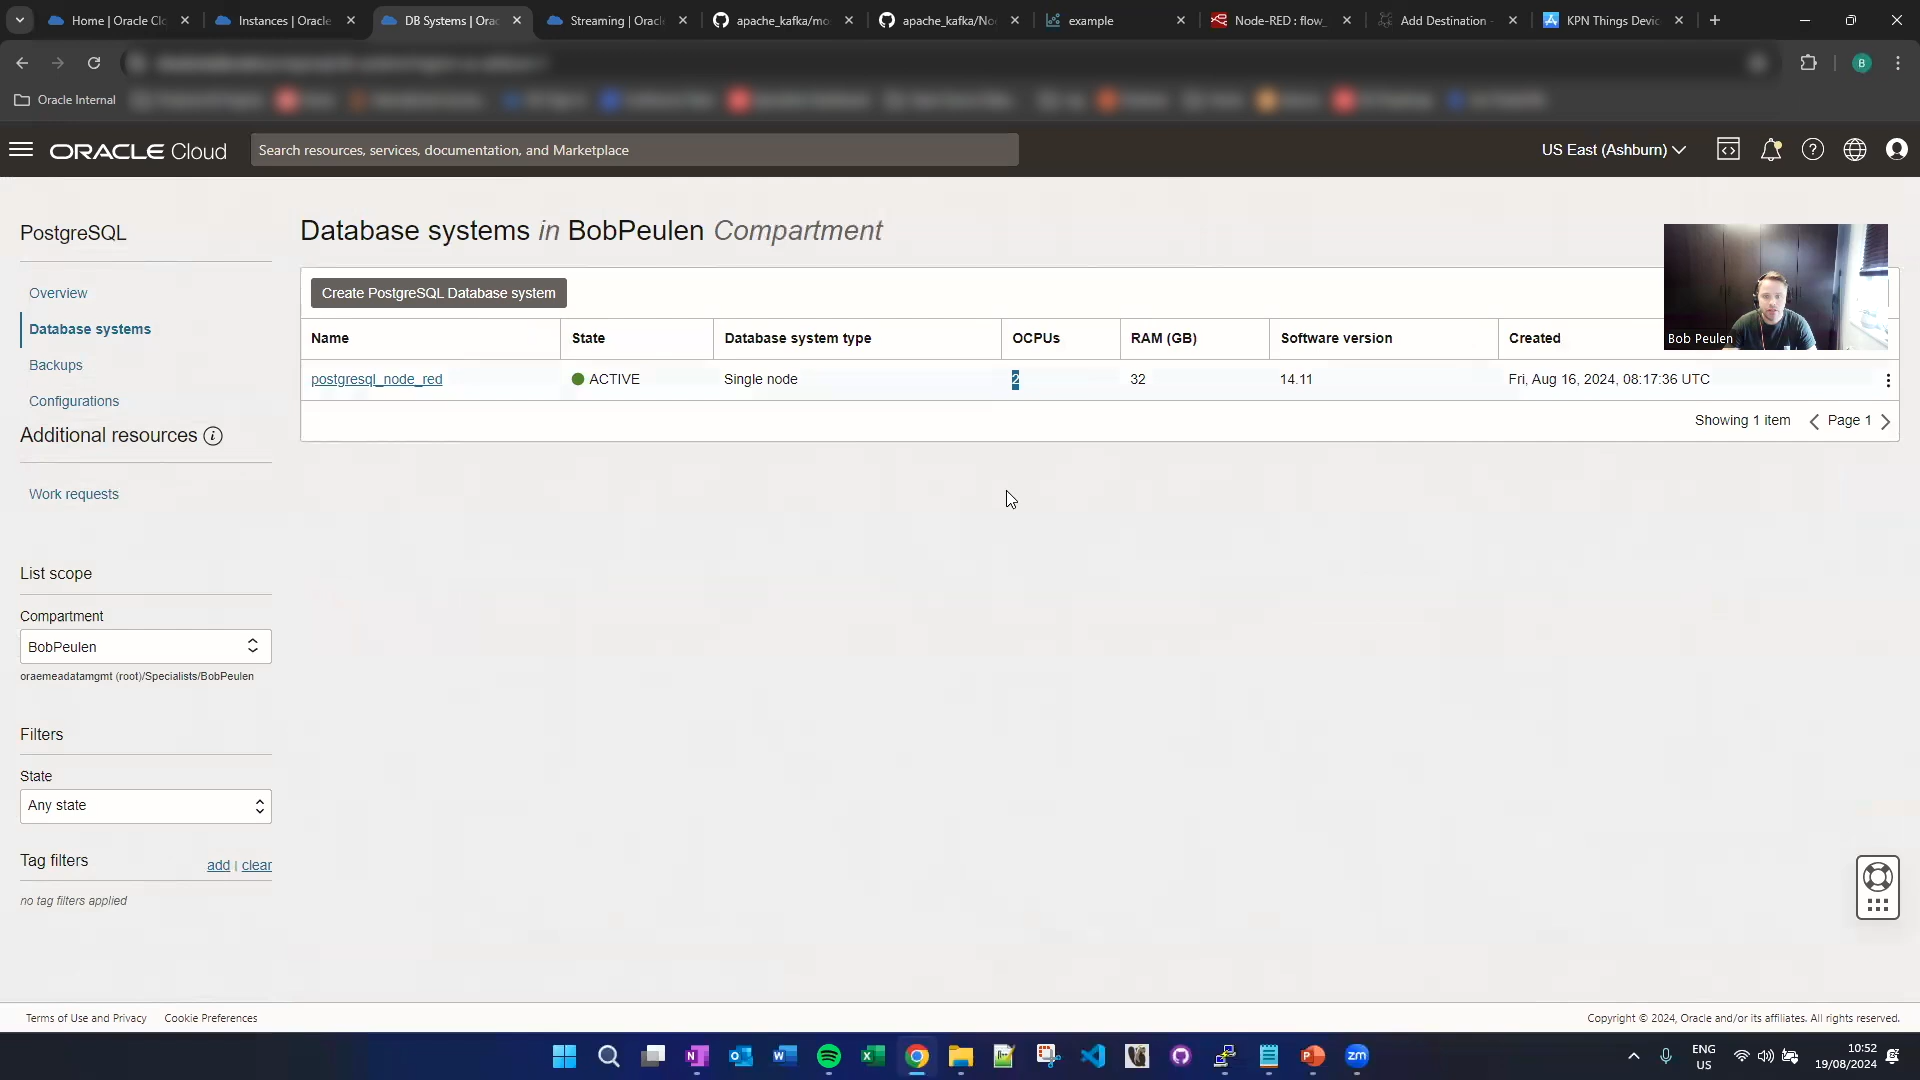 Home | Oracle Clo
Instances | Oracle
DB Systems | Orac
Streaming | Oracle
apache_kafka/mo
apache_kafka/No
example
Node-RED : flow_
Add Destination -
KPN Things Devic
B
Oracle Internal
ORACLE Cloud
Search resources, services, documentation, and Marketplace
US East (Ashburn)
PostgreSQL
Overview
Database systems
Backups
Configurations
Additional resources
Work requests
List scope
Compartment
BobPeulen
oraemeadatamgmt (root)/Specialists/BobPeulen
Filters
State
Any state
Tag filters
add | clear
no tag filters applied
Database systems in BobPeulen Compartment
Create PostgreSQL Database system
Name State Database system type OCPUs RAM (GB) Software version Created
postgresql_node_red ACTIVE Single node 2 32 14.11 Fri, Aug 16, 2024, 08:17:36 UTC
Showing 1 item Page 1
Bob Peulen
Terms of Use and Privacy Cookie Preferences
Copyright © 2024, Oracle and/or its affiliates. All rights reserved.
ENG
US
10:52
19/08/2024